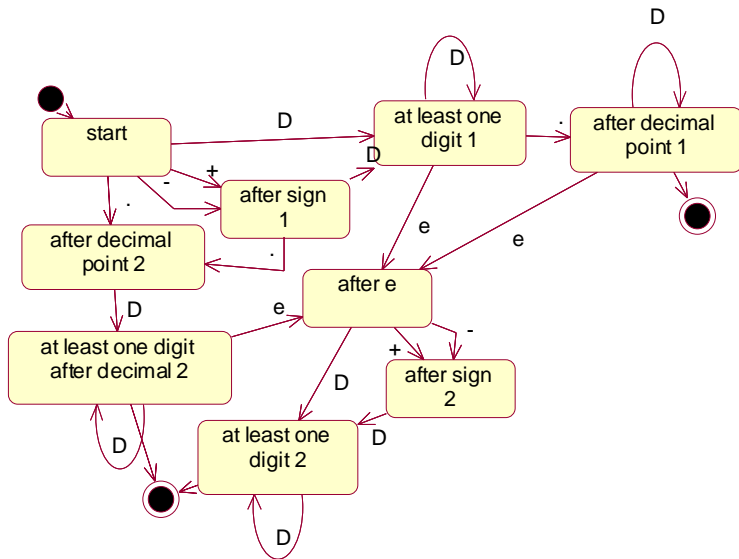 D
D
start
D
at least one
digit 1
.
after decimal
point 1
D
+
-
after sign
1
.
after decimal
point 2
.
e
e
after e
D
e
at least one digit
after decimal 2
+
-
after sign
2
D
D
D
at least one
digit 2
D